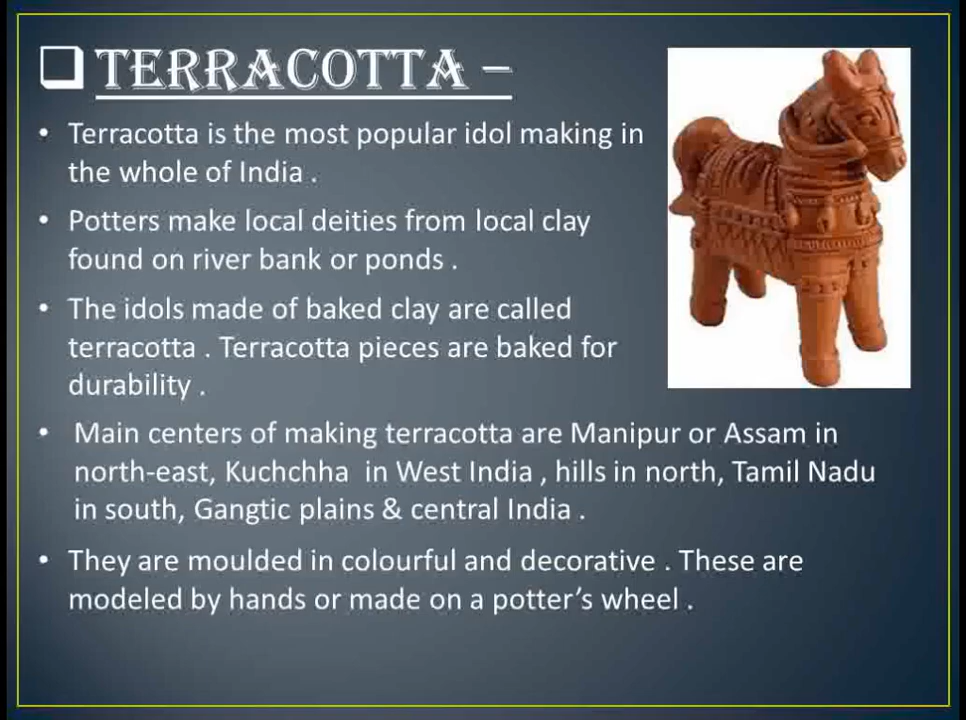 ❑ TERRACOTTA –
• Terracotta is the most popular idol making in
the whole of India .
• Potters make local deities from local clay
found on river bank or ponds .
• The idols made of baked clay are called
terracotta . Terracotta pieces are baked for
durability .
• Main centers of making terracotta are Manipur or Assam in
north-east, Kuchchha in West India , hills in north, Tamil Nadu
in south, Gangtic plains & central India .
• They are moulded in colourful and decorative . These are
modeled by hands or made on a potter’s wheel .